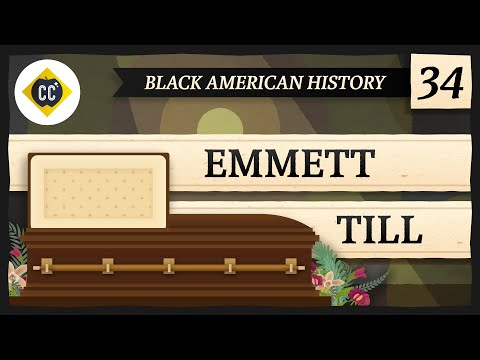 CC
BLACK AMERICAN HISTORY
34
EMMETT
TILL